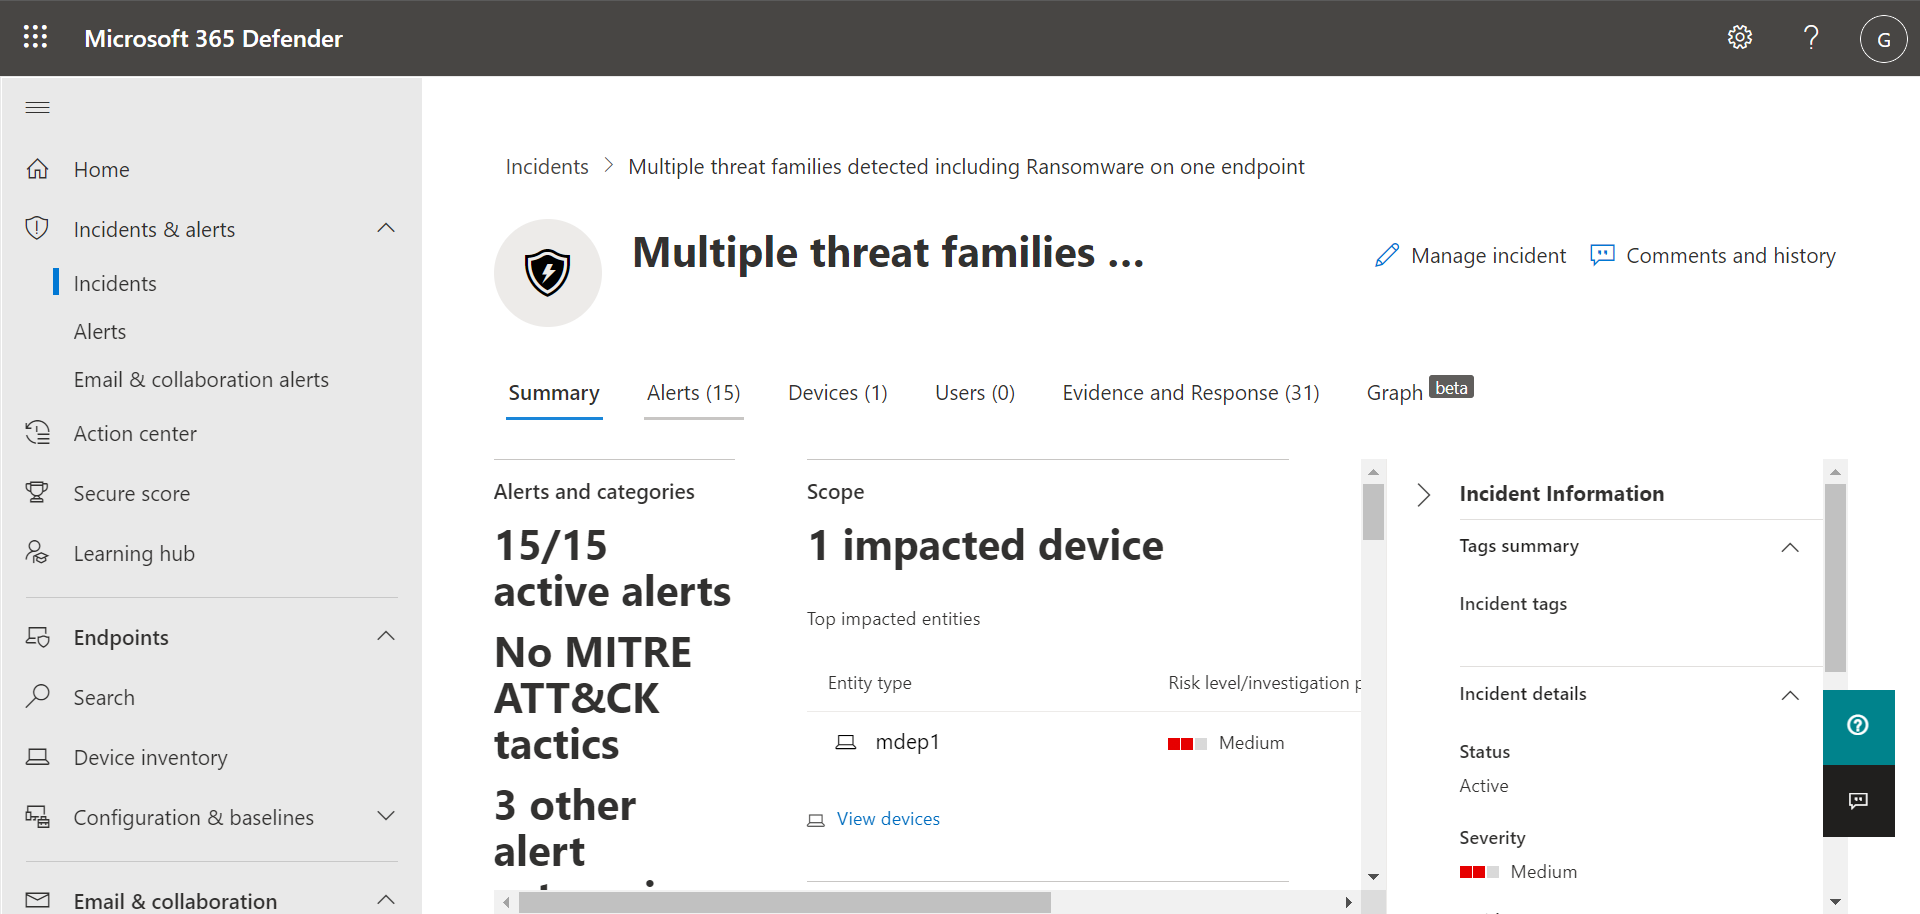 Microsoft 365 Defender
G
Home
Incidents & alerts
Incidents
Alerts
Email & collaboration alerts
Action center
Secure score
Learning hub
Endpoints
Search
Device inventory
Configuration & baselines
Email & collaboration
Incidents > Multiple threat families detected including Ransomware on one endpoint
Multiple threat families ...
Manage incident
Comments and history
Summary
Alerts (15)
Devices (1)
Users (0)
Evidence and Response (31)
Graph beta
Alerts and categories
15/15
active alerts
No MITRE
ATT&CK
tactics
3 other
alert
Scope
1 impacted device
Top impacted entities
Entity type
Risk level/investigation p
mdep1
Medium
View devices
Incident Information
Tags summary
Incident tags
Incident details
Status
Active
Severity
Medium